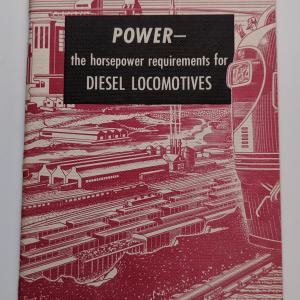 POWER—
the horsepower requirements for
DIESEL LOCOMOTIVES